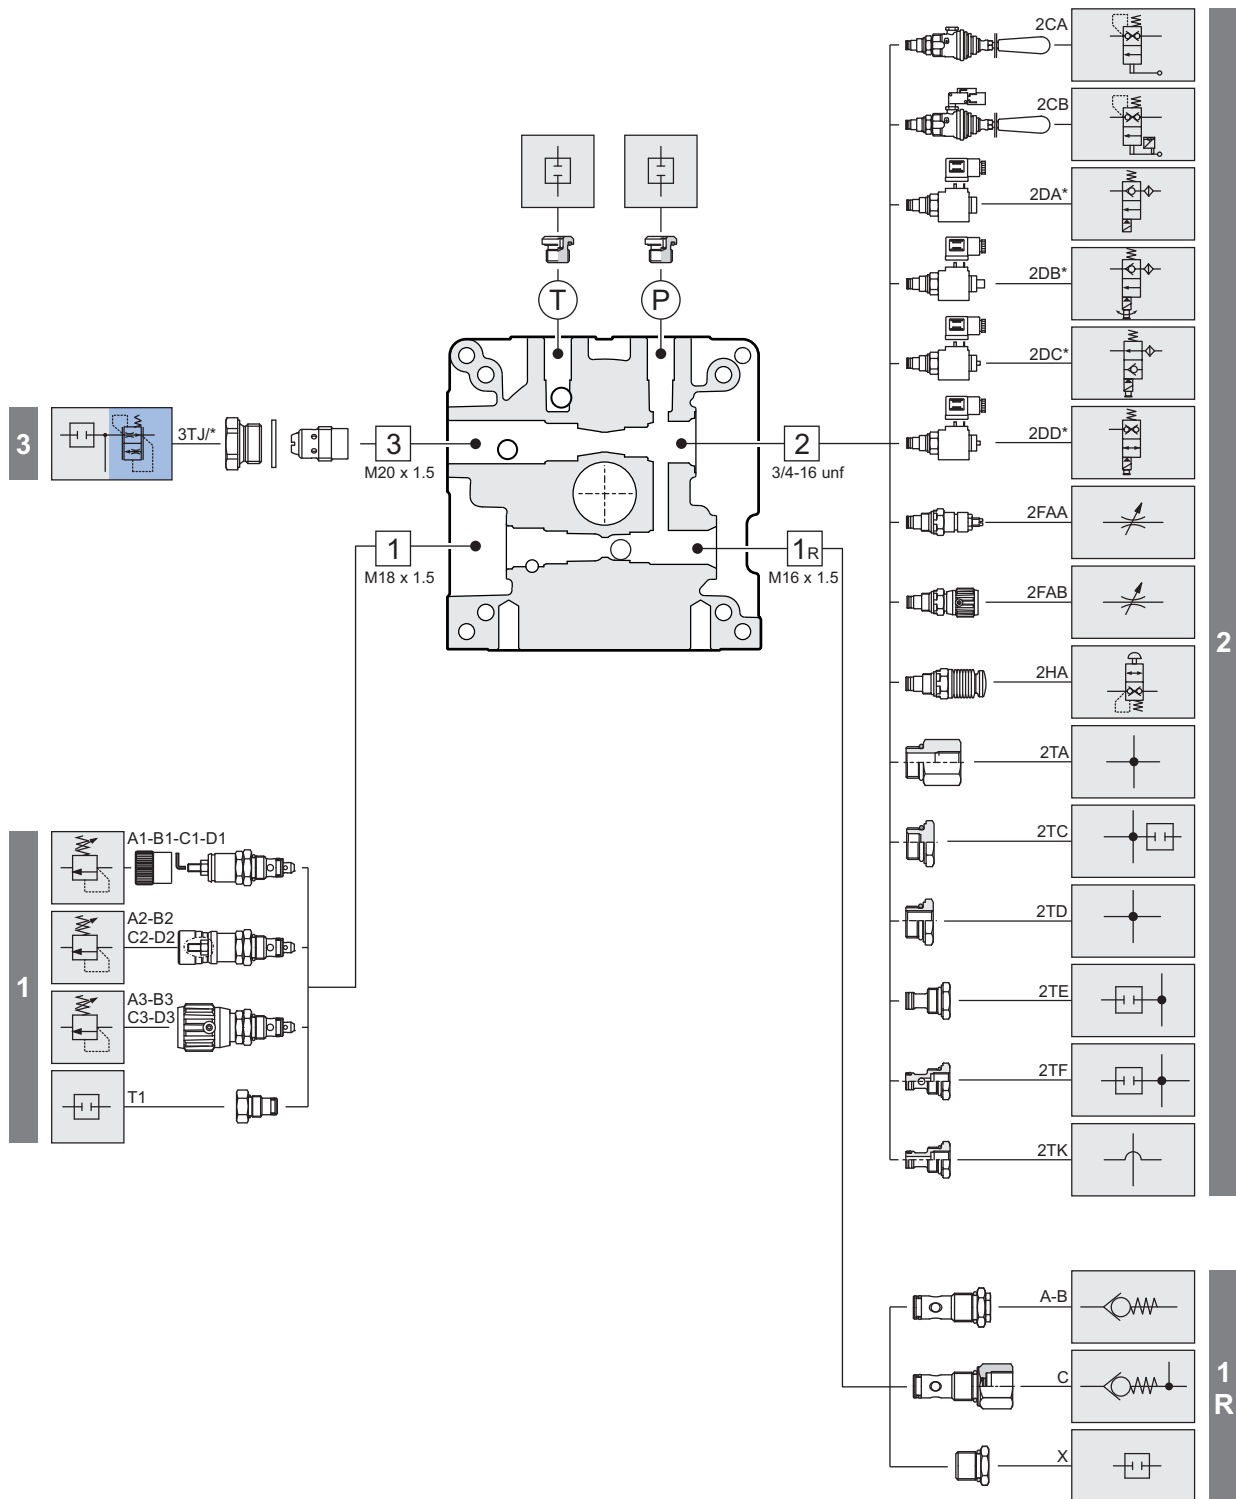 2CA
2CB
2DA*
T
P
2DB*
2DC*
3
3TJ/*
3
M20 x 1.5
2
3/4-16 unf
2DD*
2FAA
1
M18 x 1.5
1R
M16 x 1.5
2FAB
2
2HA
2TA
1
A1-B1-C1-D1
A2-B2
C2-D2
A3-B3
C3-D3
T1
2TC
2TD
2TE
2TF
2TK
A-B
C
X
1
R